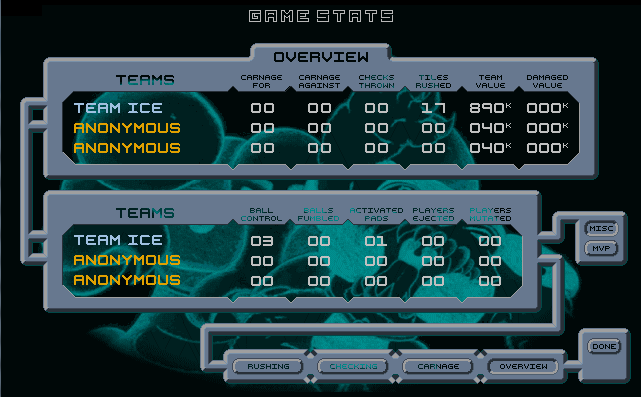 GAME STATS
OVERVIEW
TEAMS CARNAGE FOR CARNAGE AGAINST CHECKS THROWN TILES RUSHED TEAM VALUE DAMAGED VALUE
TEAM ICE 00 00 00 17 890K 000K
ANONYMOUS 00 00 00 00 040K 000K
ANONYMOUS 00 00 00 00 040K 000K
TEAMS BALL CONTROL BALLS FUMBLED ACTIVATED PADS PLAYERS EJECTED PLAYERS MUTATED
TEAM ICE 03 00 01 00 00
ANONYMOUS 00 00 00 00 00
ANONYMOUS 00 00 00 00 00
MISC
MVP
RUSHING CHECKING CARNAGE OVERVIEW
DONE